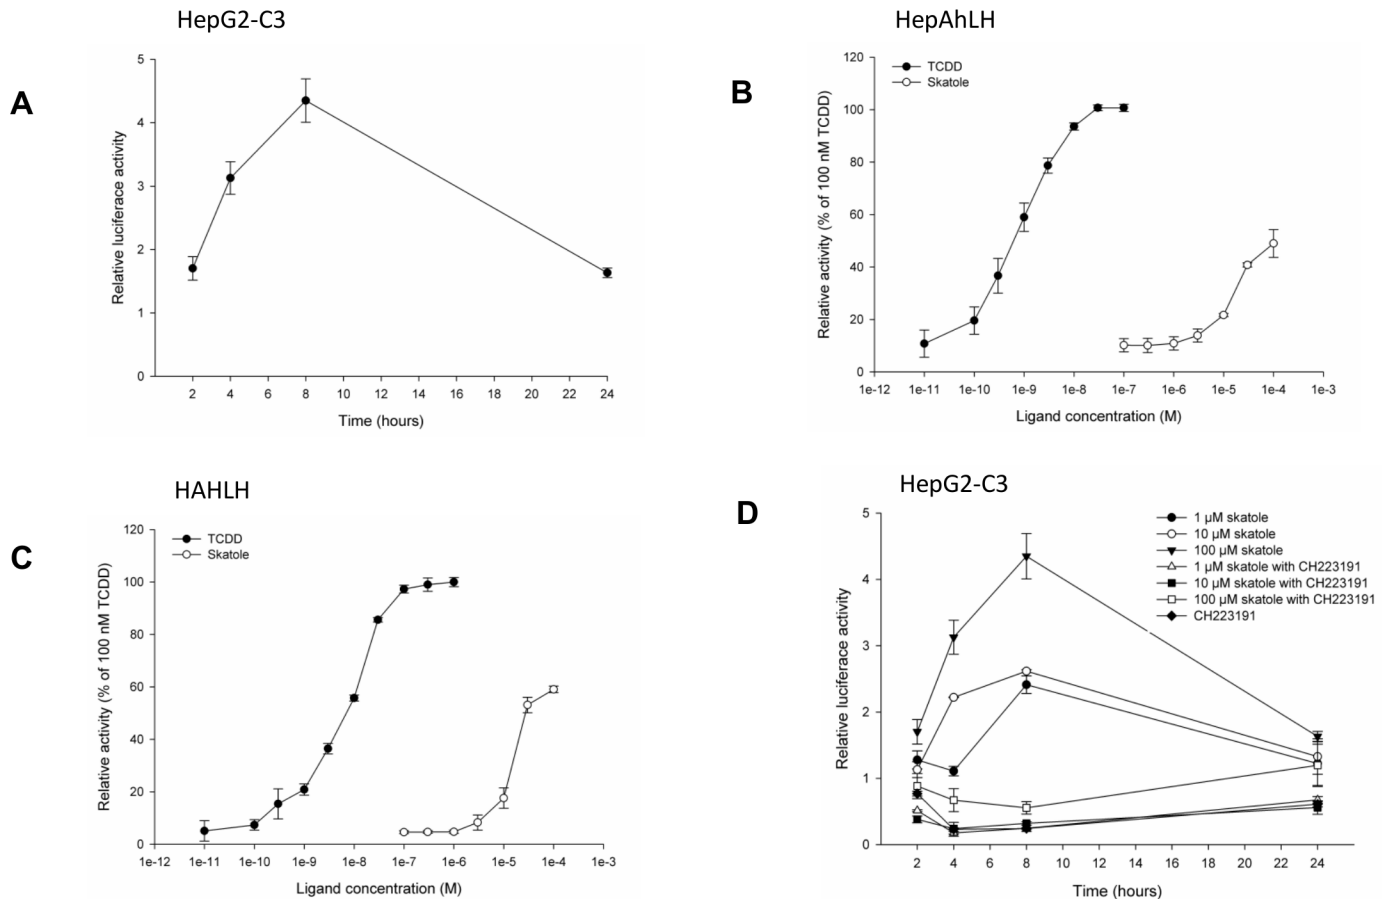 HepG2-C3
A
5
4
3
2
1
0
Relative luciferace activity
2 4 6 8 10 12 14 16 18 20 22 24
Time (hours)
HepAhLH
B
TCDD
Skatole
120
100
80
60
40
20
0
Relative activity (% of 100 nM TCDD)
1e-12 1e-11 1e-10 1e-9 1e-8 1e-7 1e-6 1e-5 1e-4 1e-3
Ligand concentration (M)
HAHLH
C
TCDD
Skatole
120
100
80
60
40
20
0
Relative activity (% of 100 nM TCDD)
1e-12 1e-11 1e-10 1e-9 1e-8 1e-7 1e-6 1e-5 1e-4 1e-3
Ligand concentration (M)
HepG2-C3
D
1 µM skatole
10 µM skatole
100 µM skatole
1 µM skatole with CH223191
10 µM skatole with CH223191
100 µM skatole with CH223191
CH223191
5
4
3
2
1
0
Relative luciferace activity
2 4 6 8 10 12 14 16 18 20 22 24
Time (hours)